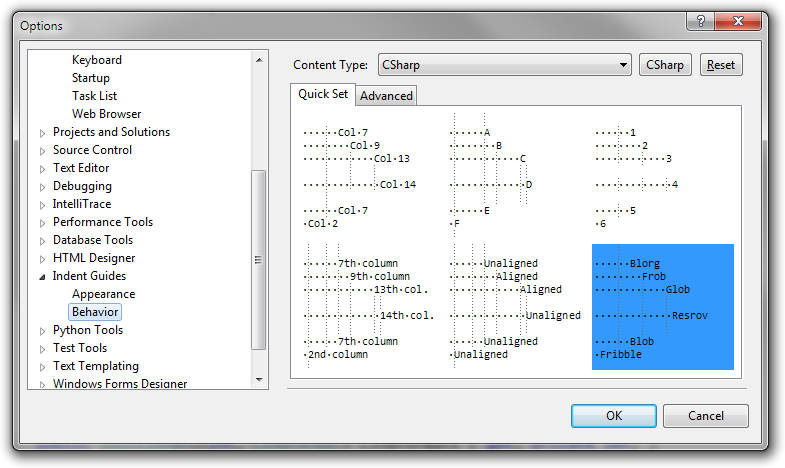 Options
?
Keyboard
Startup
Task List
Web Browser
Projects and Solutions
Source Control
Text Editor
Debugging
IntelliTrace
Performance Tools
Database Tools
HTML Designer
Indent Guides
Appearance
Behavior
Python Tools
Test Tools
Text Templating
Windows Forms Designer
Content Type: CSharp CSharp Reset
Quick Set Advanced
······Col·7
········Col·9
············Col·13
·············Col·14
······Col·7
·Col·2
······A
········B
············C
·············D
······E
·F
······1
········2
············3
·············4
······5
·6
······7th·column
········9th·column
············13th·col.
·············14th·col.
······7th·column
·2nd·column
······Unaligned
········Aligned
············Aligned
·············Unaligned
······Unaligned
·Unaligned
······Blorg
········Frob
············Glob
·············Resrov
······Blob
·Fribble
OK Cancel